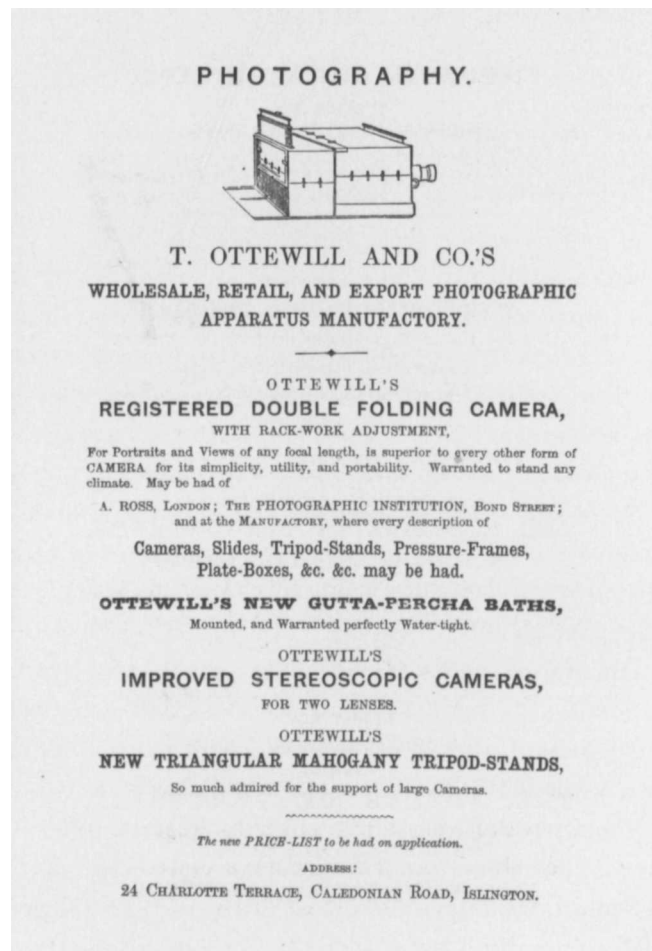 PHOTOGRAPHY.
T. OTTEWILL AND CO.'S
WHOLESALE, RETAIL, AND EXPORT PHOTOGRAPHIC
APPARATUS MANUFACTORY.
OTTEWILL'S
REGISTERED DOUBLE FOLDING CAMERA,
WITH RACK-WORK ADJUSTMENT,
For Portraits and Views of any focal length, is superior to every other form of
CAMERA for its simplicity, utility, and portability. Warranted to stand any
climate. May be had of
A. ROSS, LONDON; THE PHOTOGRAPHIC INSTITUTION, BOND STREET;
and at the MANUFACTORY, where every description of
Cameras, Slides, Tripod-Stands, Pressure-Frames,
Plate-Boxes, &c. &c. may be had.
OTTEWILL'S NEW GUTTA-PERCHA BATHS,
Mounted, and Warranted perfectly Water-tight.
OTTEWILL'S
IMPROVED STEREOSCOPIC CAMERAS,
FOR TWO LENSES.
OTTEWILL'S
NEW TRIANGULAR MAHOGANY TRIPOD-STANDS,
So much admired for the support of large Cameras.
The new PRICE-LIST to be had on application.
ADDRESS:
24 CHARLOTTE TERRACE, CALEDONIAN ROAD, ISLINGTON.